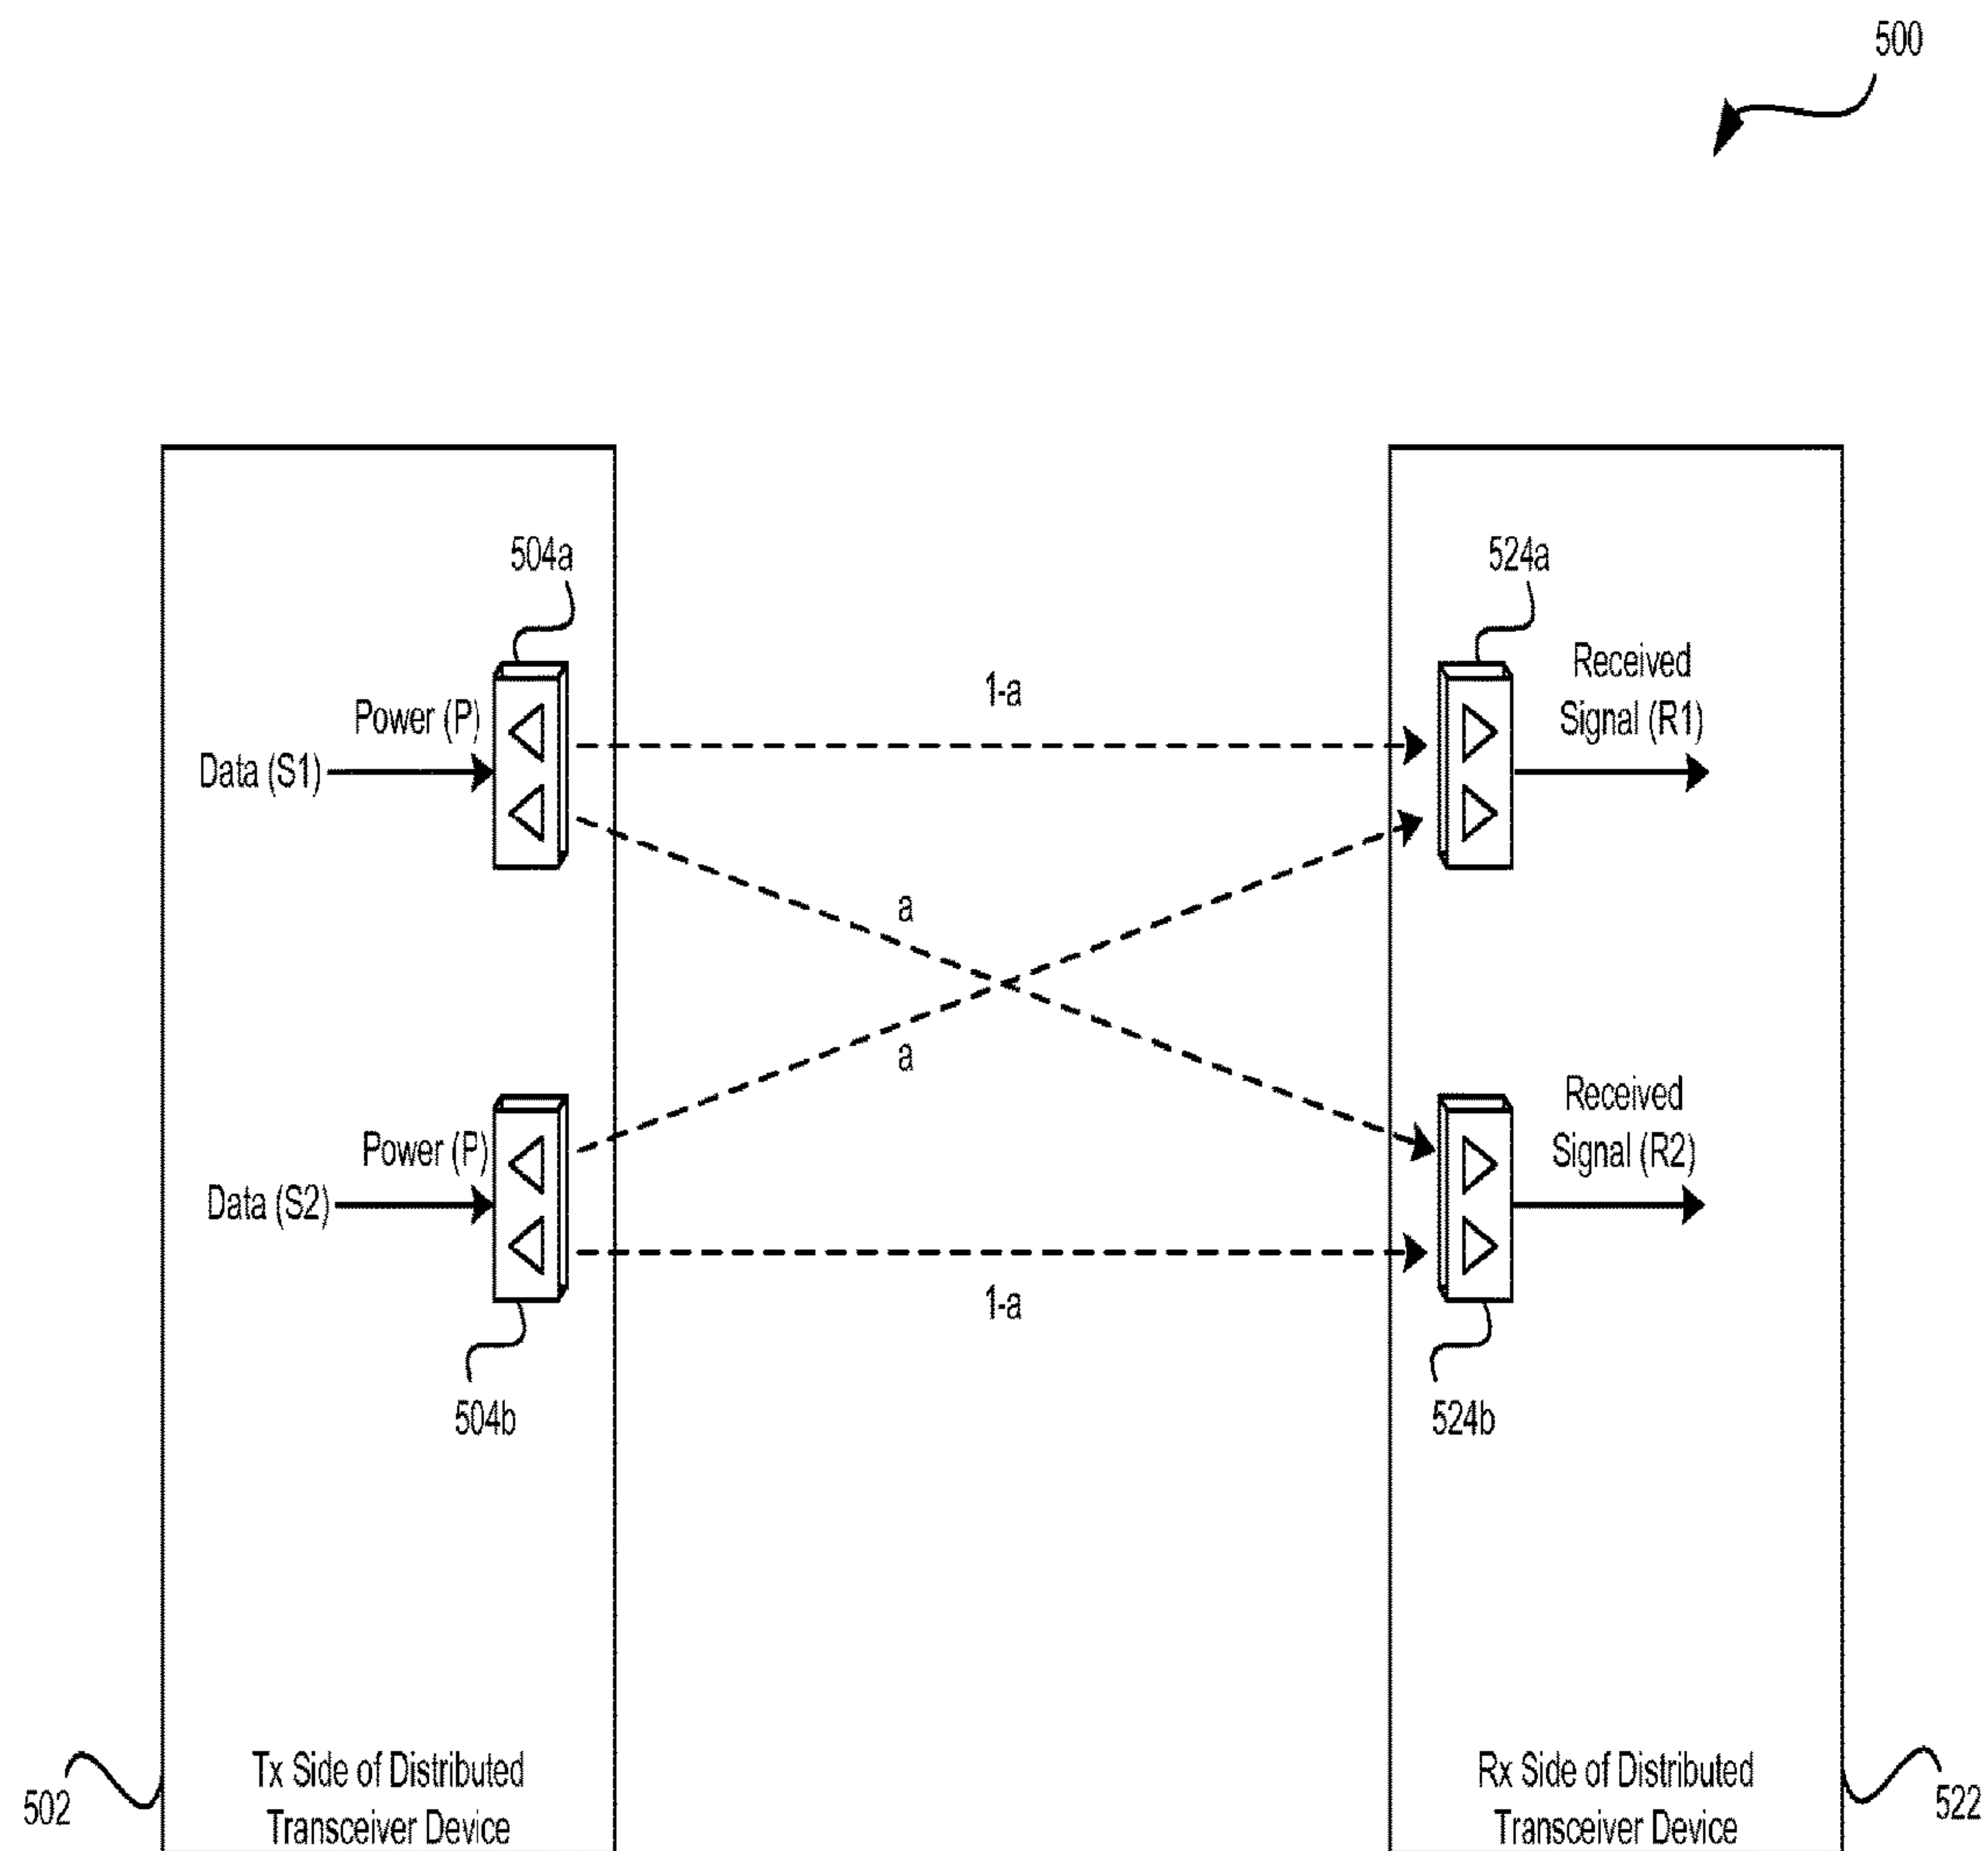 500
504a
524a
Received
Signal (R1)
1-a
Power (P)
Data (S1)
a
a
Received
Signal (R2)
Power (P)
Data (S2)
1-a
504b
524b
Tx Side of Distributed
Transceiver Device
Rx Side of Distributed
Transceiver Device
502
522